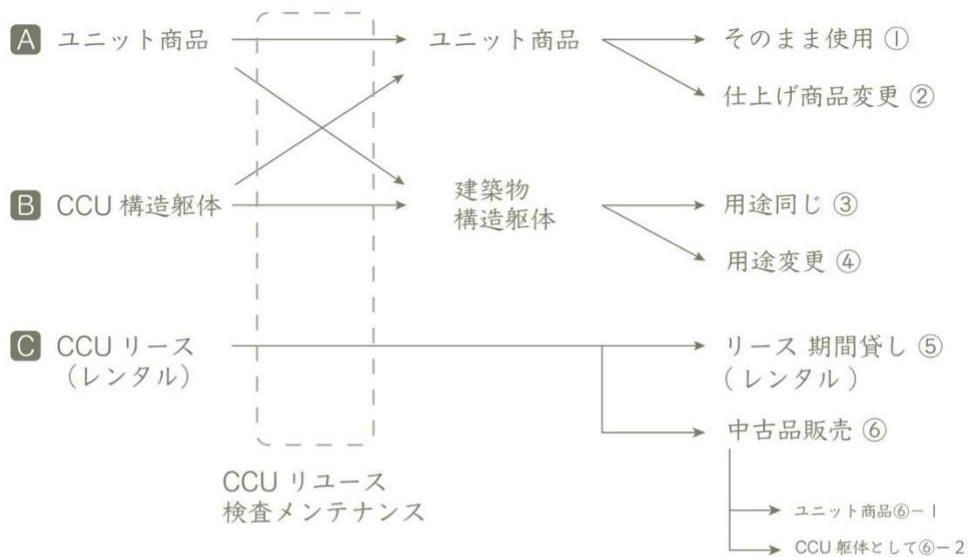 A ユニット商品
ユニット商品
そのまま使用 ①
仕上げ商品変更 ②
B CCU 構造躯体
建築物
構造躯体
用途同じ ③
用途変更 ④
C CCU リース
（レンタル）
リース 期間貸し ⑤
( レンタル )
中古品販売 ⑥
CCU リユース
検査メンテナンス
ユニット商品⑥－1
CCU 躯体として⑥－2